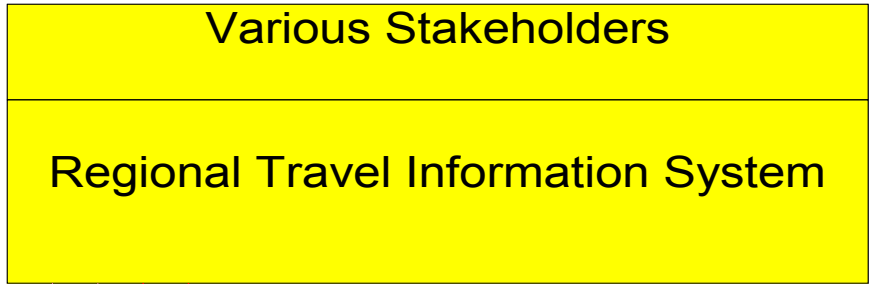 Various Stakeholders
Regional Travel Information System